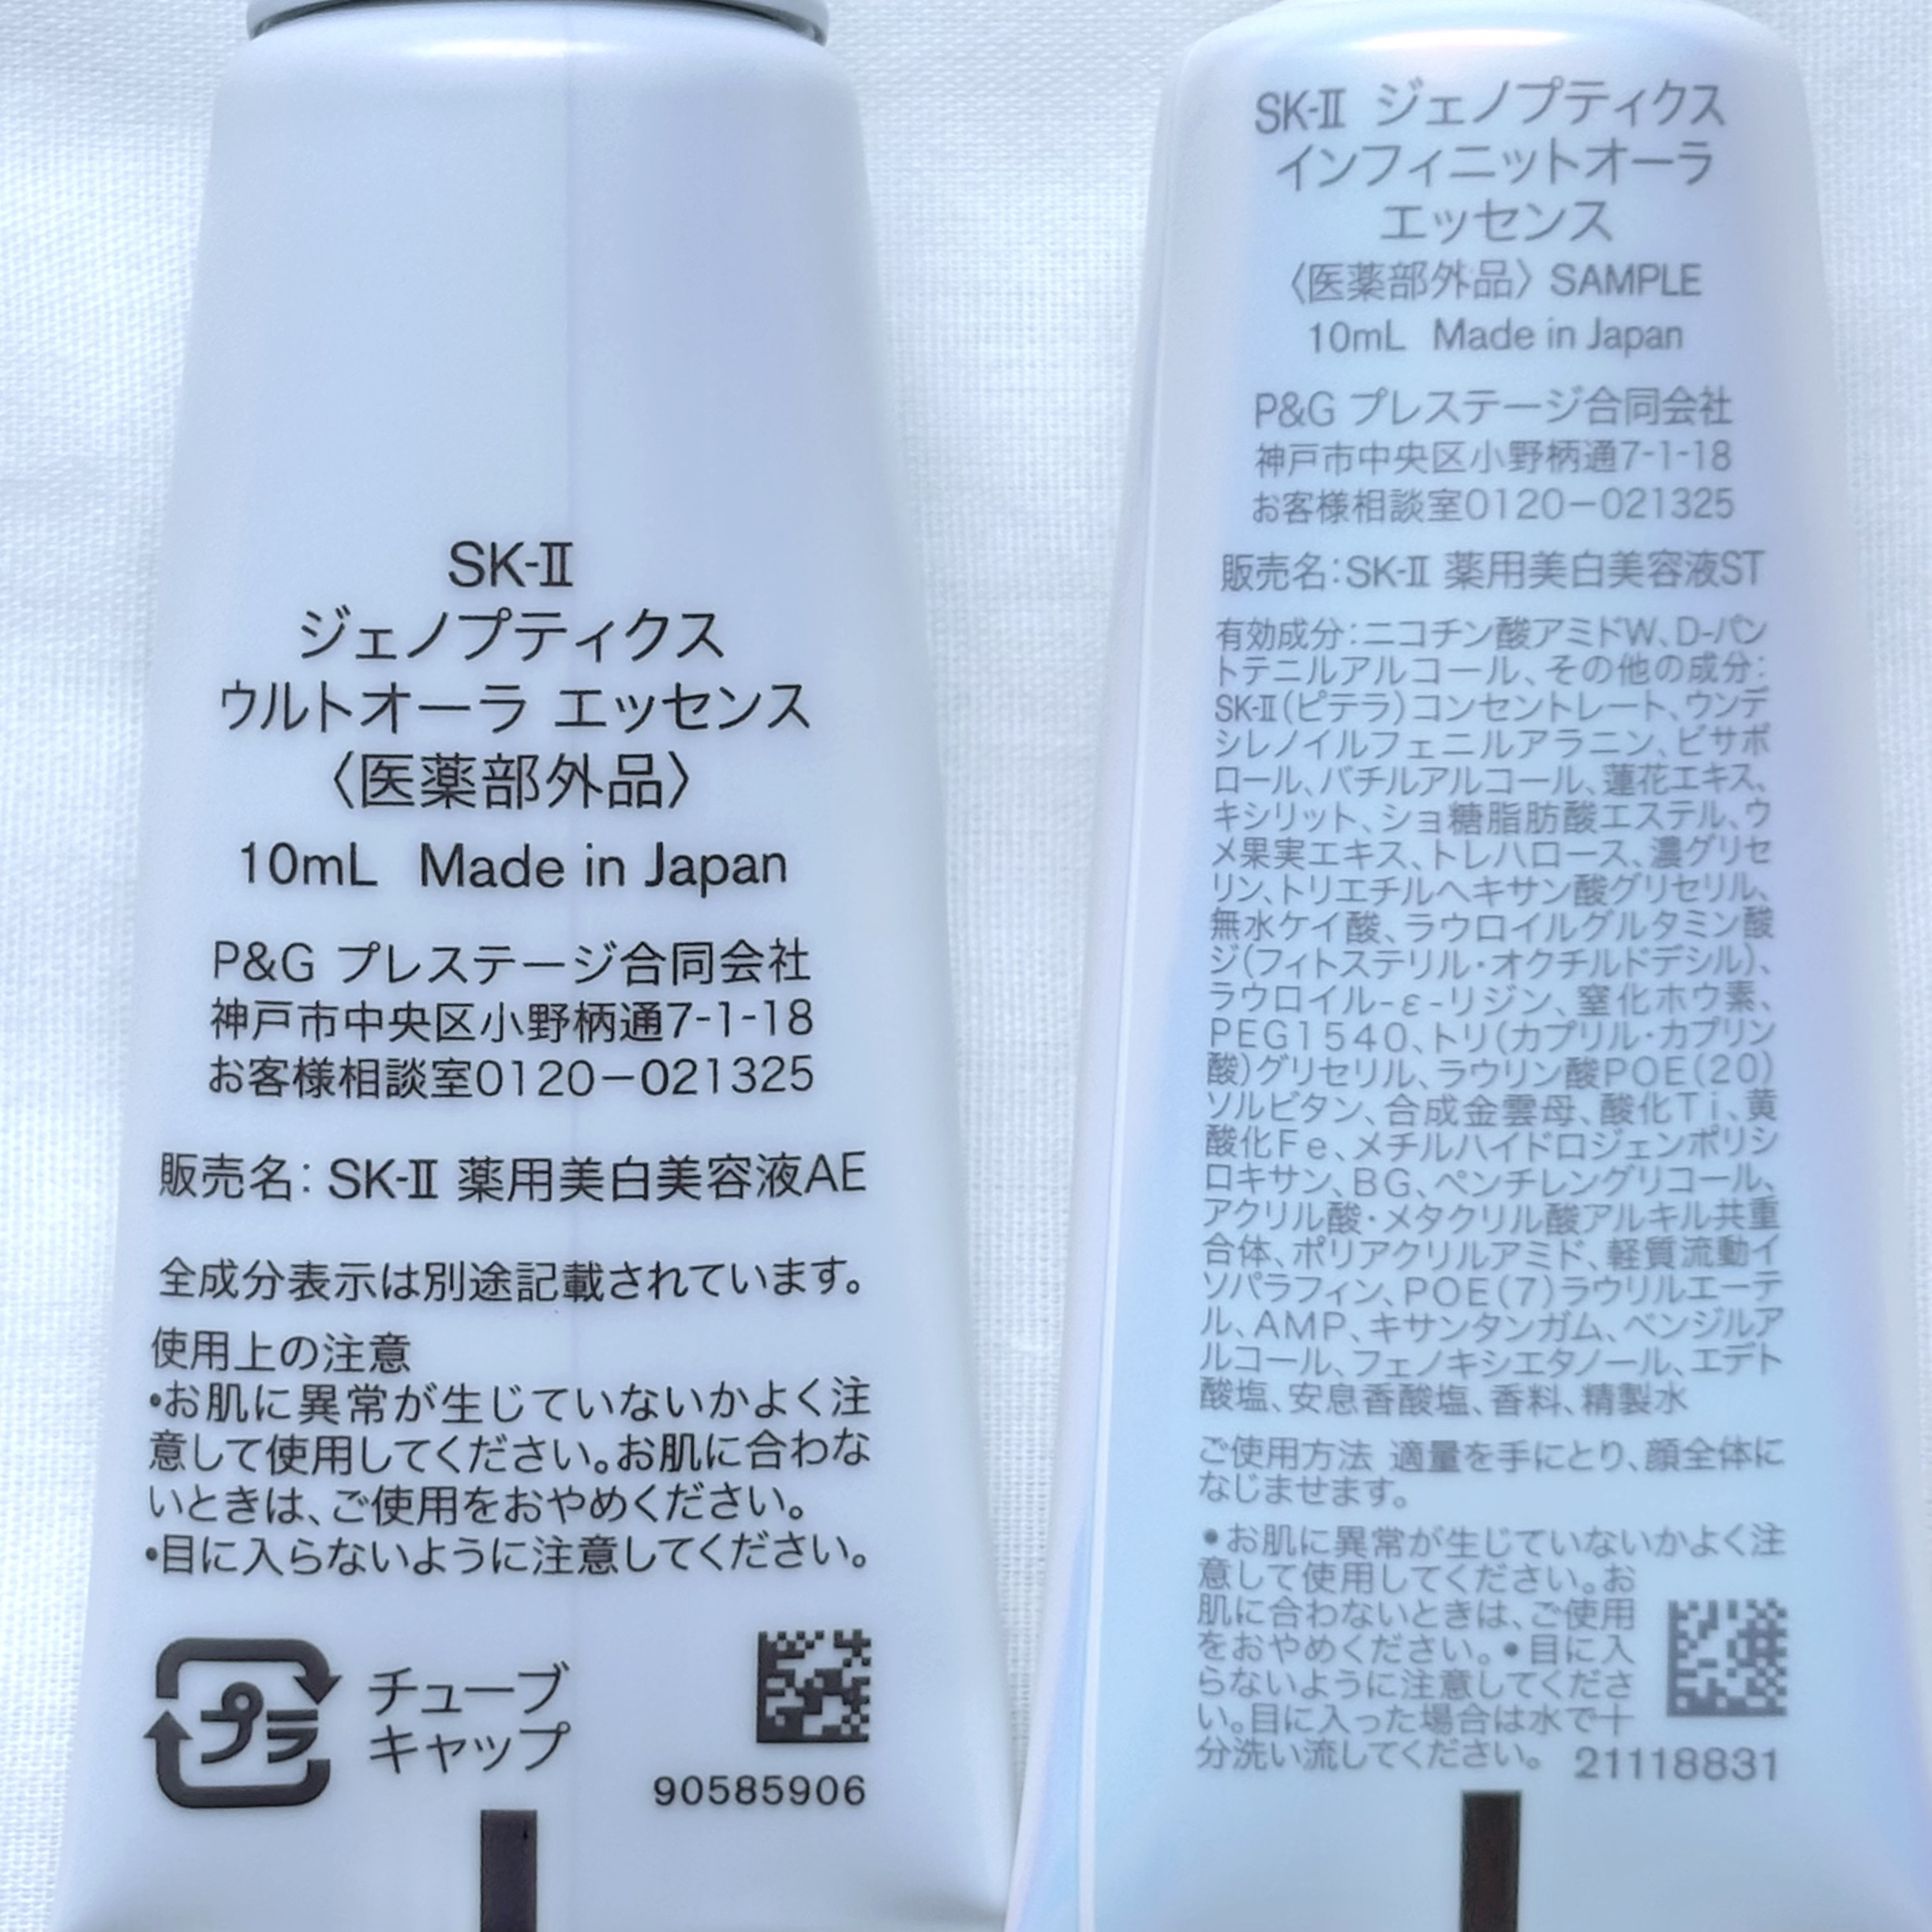 SK-Ⅱ
ジェノプティクス
ウルトオーラ エッセンス
〈医薬部外品〉
10mL Made in Japan
P&G プレステージ合同会社
神戸市中央区小野柄通7-1-18
お客様相談室0120－021325
販売名：SK-Ⅱ 薬用美白美容液AE
全成分表示は別途記載されています。
使用上の注意
•お肌に異常が生じていないかよく注
意して使用してください。お肌に合わな
いときは、ご使用をおやめください。
•目に入らないように注意してください。
プラ
チューブ
キャップ
90585906
SK-Ⅱ ジェノプティクス
インフィニットオーラ
エッセンス
〈医薬部外品〉SAMPLE
10mL Made in Japan
P&G プレステージ合同会社
神戸市中央区小野柄通7-1-18
お客様相談室0120－021325
販売名：SK-Ⅱ 薬用美白美容液ST
有効成分：ニコチン酸アミドW、D-パン
トテニルアルコール、その他の成分：
SK-Ⅱ（ピテラ）コンセントレート、ウンデ
シレノイルフェニルアラニン、ビサボ
ロール、バチルアルコール、蓮花エキス、
キシリット、ショ糖脂肪酸エステル、ウ
メ果実エキス、トレハロース、濃グリセ
リン、トリエチルヘキサン酸グリセリル、
無水ケイ酸、ラウロイルグルタミン酸
ジ（フィトステリル・オクチルドデシル）、
ラウロイル-ε-リジン、窒化ホウ素、
PEG1540、トリ（カプリル・カプリン
酸）グリセリル、ラウリン酸POE（20）
ソルビタン、合成金雲母、酸化Ｔｉ、黄
酸化Ｆｅ、メチルハイドロジェンポリシ
ロキサン、BG、ペンチレングリコール、
アクリル酸・メタクリル酸アルキル共重
合体、ポリアクリルアミド、軽質流動イ
ソパラフィン、POE（7）ラウリルエーテ
ル、AMP、キサンタンガム、ベンジルア
ルコール、フェノキシエタノール、エデト
酸塩、安息香酸塩、香料、精製水
ご使用方法 適量を手にとり、顔全体に
なじませます。
•お肌に異常が生じていないかよく注
意して使用してください。お
肌に合わないときは、ご使用
をおやめください。•目に入
らないように注意してくださ
い。目に入った場合は水で十
分洗い流してください。 21118831